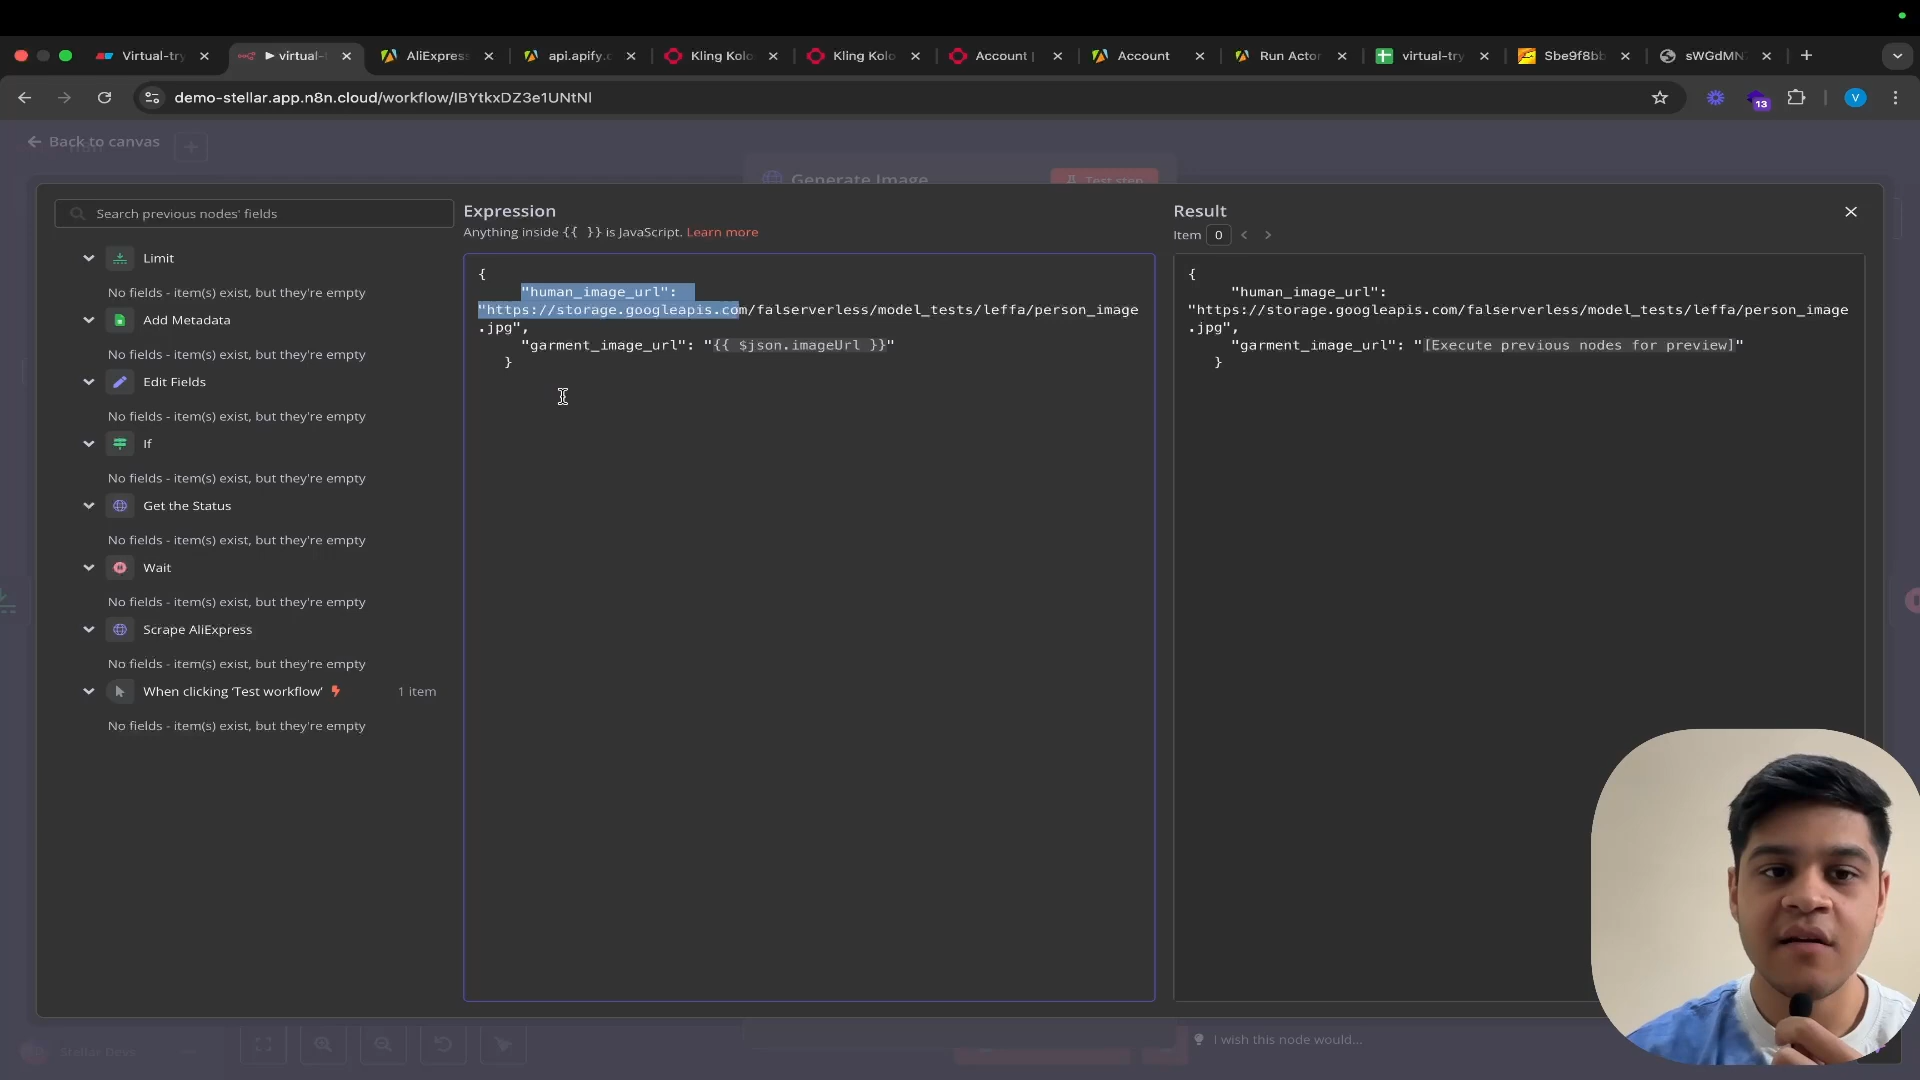 Virtual-try
virtual-t
AliExpress
api.apify.c
Kling Kolo
Kling Kolo
Account |
Account
Run Actor
virtual-try
Sbe9f8bb
sWGdMN
demo-stellar.app.n8n.cloud/workflow/IBYtkxDZ3e1UNtNl
13
V
Back to canvas
Generate Image
Test step
Search previous nodes' fields
Limit
No fields - item(s) exist, but they're empty
Add Metadata
No fields - item(s) exist, but they're empty
Edit Fields
No fields - item(s) exist, but they're empty
If
No fields - item(s) exist, but they're empty
Get the Status
No fields - item(s) exist, but they're empty
Wait
No fields - item(s) exist, but they're empty
Scrape AliExpress
No fields - item(s) exist, but they're empty
When clicking ‘Test workflow’ 1 item
No fields - item(s) exist, but they're empty
Expression
Anything inside {{ }} is JavaScript. Learn more
{
"human_image_url":
"https://storage.googleapis.com/falserverless/model_tests/leffa/person_image
.jpg",
"garment_image_url": "{{ $json.imageUrl }}"
}
Result
Item 0
{
"human_image_url":
"https://storage.googleapis.com/falserverless/model_tests/leffa/person_image
.jpg",
"garment_image_url": "[Execute previous nodes for preview]"
}
Stellar Devs
I wish this node would...